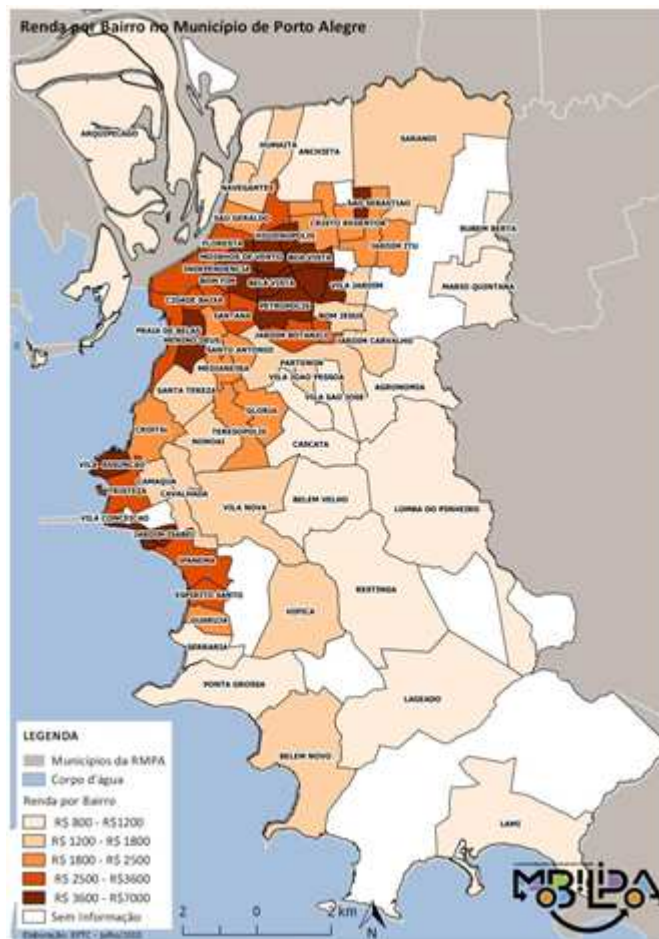 Renda por Bairro no Município de Porto Alegre
ARQUIPELAGO
HUMAITA
ANCHIETA
SARANDI
NAVEGANTES
SAO GERALDO
SAO SEBASTIAO
CRISTO REDENTOR
HIGIENOPOLIS
FLORESTA
JARDIM ITU
RUBEM BERTA
MOINHOS DE VENTO
BOA VISTA
INDEPENDENCIA
BOM FIM
BELA VISTA
VILA JARDIM
MARIO QUINTANA
CIDADE BAIXA
PETROPOLIS
SANTANA
BOM JESUS
PRAIA DE BELAS
JARDIM BOTANICO
MENINO DEUS
SANTO ANTONIO
JARDIM CARVALHO
MEDIANEIRA
PARTENON
VILA JOAO PESSOA
AGRONOMIA
SANTA TEREZA
VILA SAO JOSE
GLORIA
CRISTAL
TERESOPOLIS
NONOAI
CASCATA
VILA ASSUNCAO
CAMAQUA
TRISTEZA
CAVALHADA
BELEM VELHO
VILA NOVA
LOMBA DO PINHEIRO
VILA CONCEICAO
JARDIM ISABEL
IPANEMA
RESTINGA
ESPIRITO SANTO
HIPICA
GUARUJA
SERRARIA
PONTA GROSSA
LAGEADO
BELEM NOVO
LAMI
LEGENDA
Municípios da RMPA
Corpo d'água
Renda por Bairro
R$ 800 - R$1200
R$ 1200 - R$ 1800
R$ 1800 - R$ 2500
R$ 2500 - R$3600
R$ 3600 - R$7000
Sem Informação
2 0 2 km
N
MOBILIDA